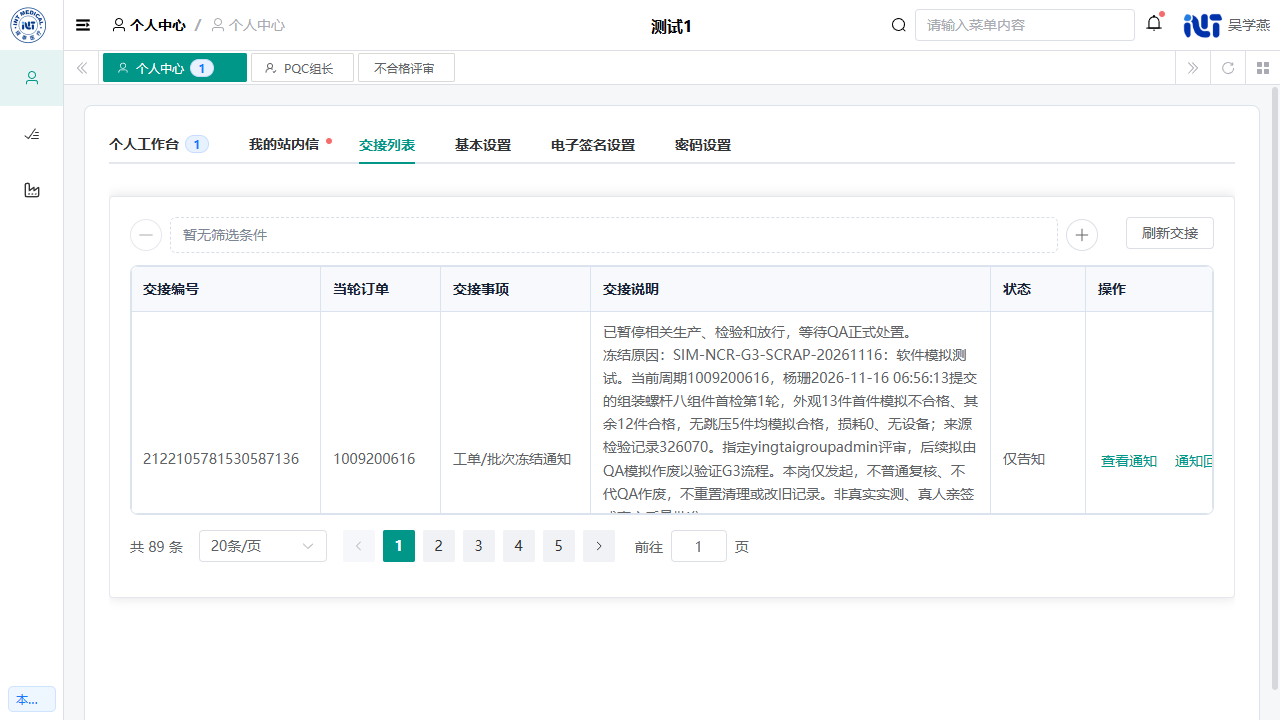 个人中心 / 个人中心
测试1
请输入菜单内容
吴学燕
个人中心 1
PQC组长
不合格评审
个人工作台 1
我的站内信
交接列表
基本设置
电子签名设置
密码设置
暂无筛选条件
刷新交接
交接编号
当轮订单
交接事项
交接说明
状态
操作
2122105781530587136
1009200616
工单/批次冻结通知
已暂停相关生产、检验和放行，等待QA正式处置。
冻结原因：SIM-NCR-G3-SCRAP-20261116：软件模拟测
试。当前周期1009200616，杨珊2026-11-16 06:56:13提交
的组装螺杆八组件首检第1轮，外观13件首件模拟不合格、其
余12件合格，无跳压5件均模拟合格，损耗0、无设备；来源
检验记录326070。指定yingtaigroupadmin评审，后续拟由
QA模拟作废以验证G3流程。本岗仅发起，不普通复核、不
代QA作废，不重置清理或改旧记录。非真实实测、真人亲签
仅告知
查看通知
通知回
共 89 条
20条/页
1
2
3
4
5
前往 1 页
本...